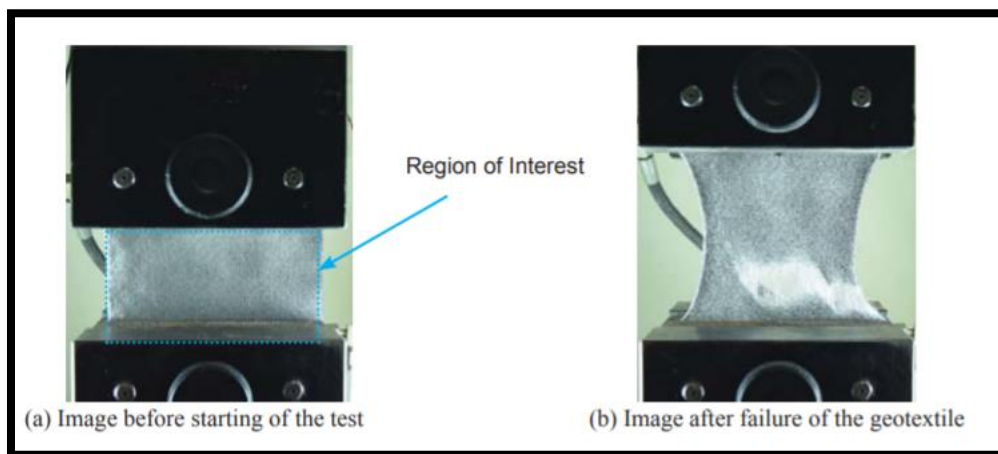 Region of Interest
(a) Image before starting of the test
(b) Image after failure of the geotextile